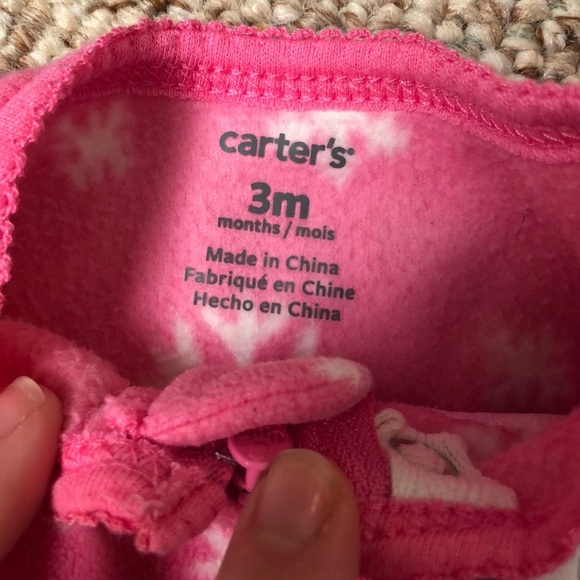 carter's
3m
months / mois
Made in China
Fabriqué en Chine
Hecho en China